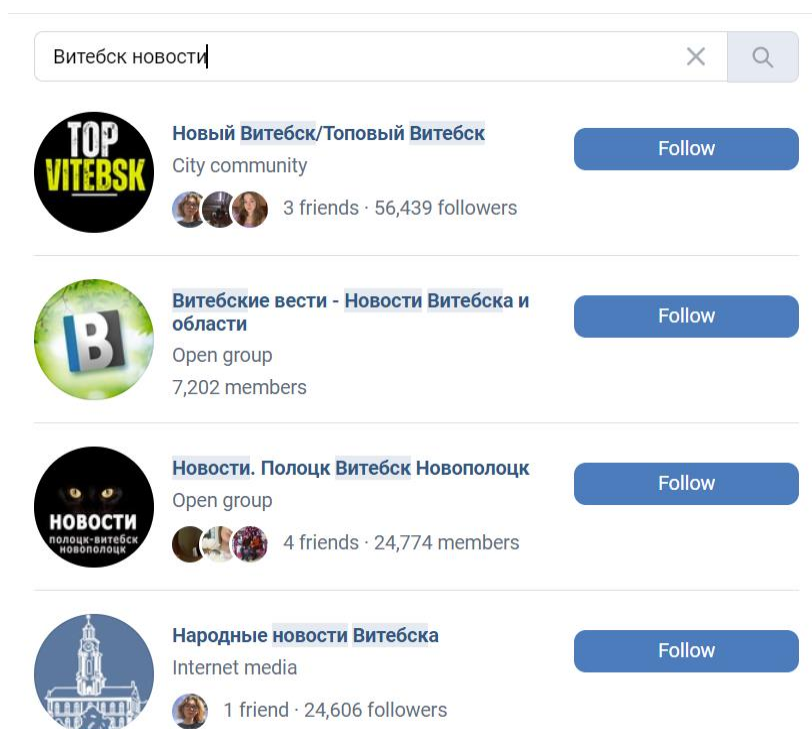 Витебск новости
TOP
VITEBSK
Новый Витебск/Топовый Витебск
City community
3 friends · 56,439 followers
Follow
В
Витебские вести - Новости Витебска и
области
Open group
7,202 members
Follow
НОВОСТИ
ПОЛОЦК-ВИТЕБСК
НОВОПОЛОЦК
Новости. Полоцк Витебск Новополоцк
Open group
4 friends · 24,774 members
Follow
Народные новости Витебска
Internet media
1 friend · 24,606 followers
Follow